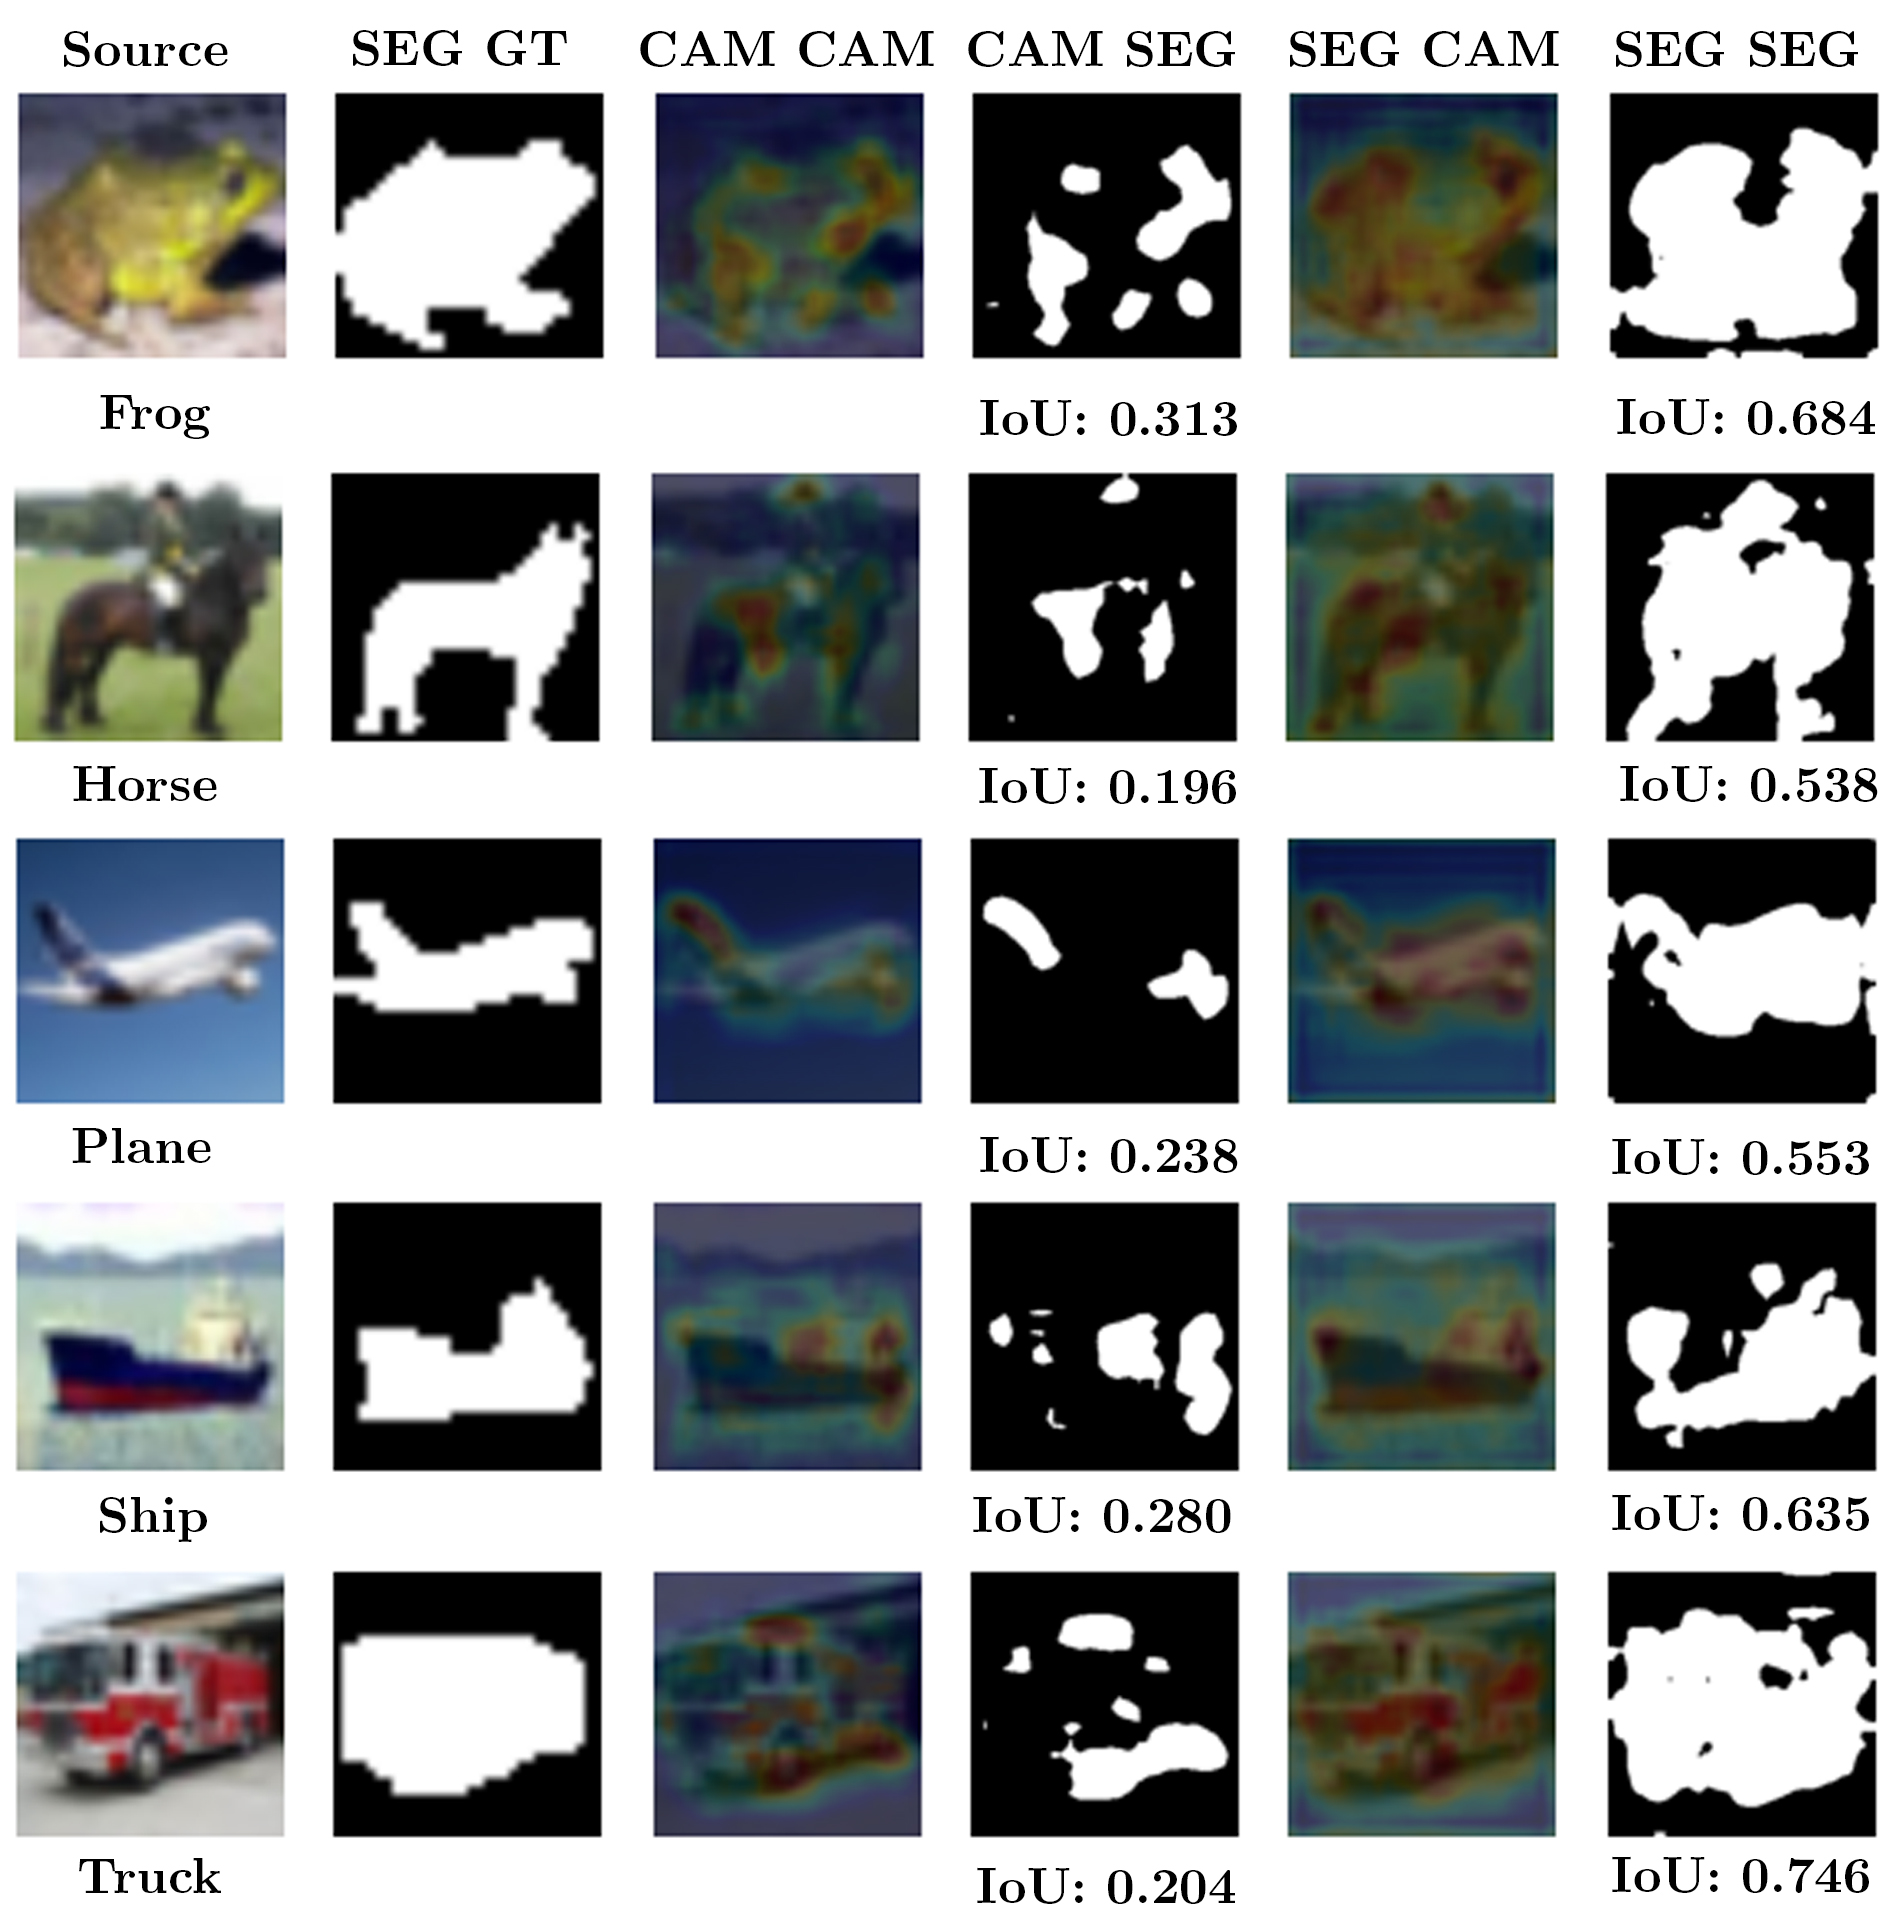 Source SEG GT CAM CAM CAM SEG SEG CAM SEG SEG
Frog IoU: 0.313 IoU: 0.684
Horse IoU: 0.196 IoU: 0.538
Plane IoU: 0.238 IoU: 0.553
Ship IoU: 0.280 IoU: 0.635
Truck IoU: 0.204 IoU: 0.746